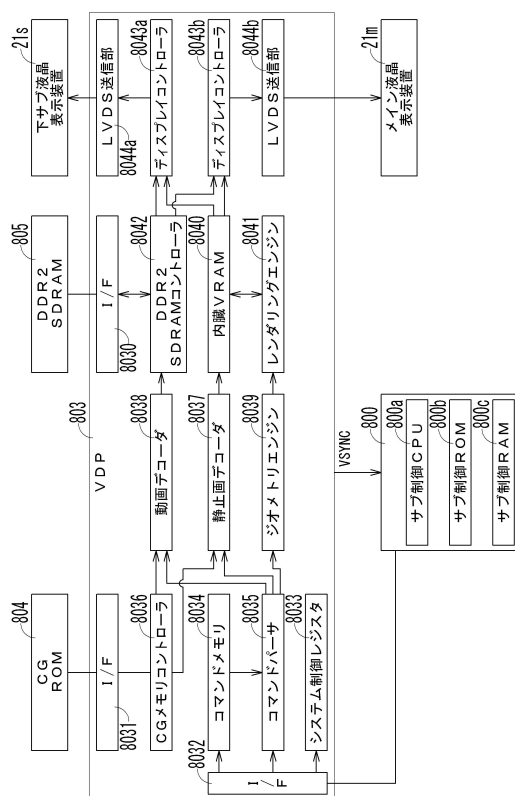 804
CG
ROM
805
DDR2
SDRAM
21s
下サブ液晶
表示装置
803
VDP
I/F
8031
I/F
8030
LVDS送信部
8044a
8036
CGメモリコントローラ
8038
動画デコーダ
8042
DDR2
SDRAMコントローラ
8043a
ディスプレイコントローラ
8034
コマンドメモリ
8037
静止画デコーダ
8040
内臓VRAM
8043b
ディスプレイコントローラ
8032
I/F
8035
コマンドパーサ
8039
ジオメトリエンジン
8041
レンダリングエンジン
8044b
LVDS送信部
8033
システム制御レジスタ
VSYNC
21m
メイン液晶
表示装置
800
800a
サブ制御CPU
800b
サブ制御ROM
800c
サブ制御RAM